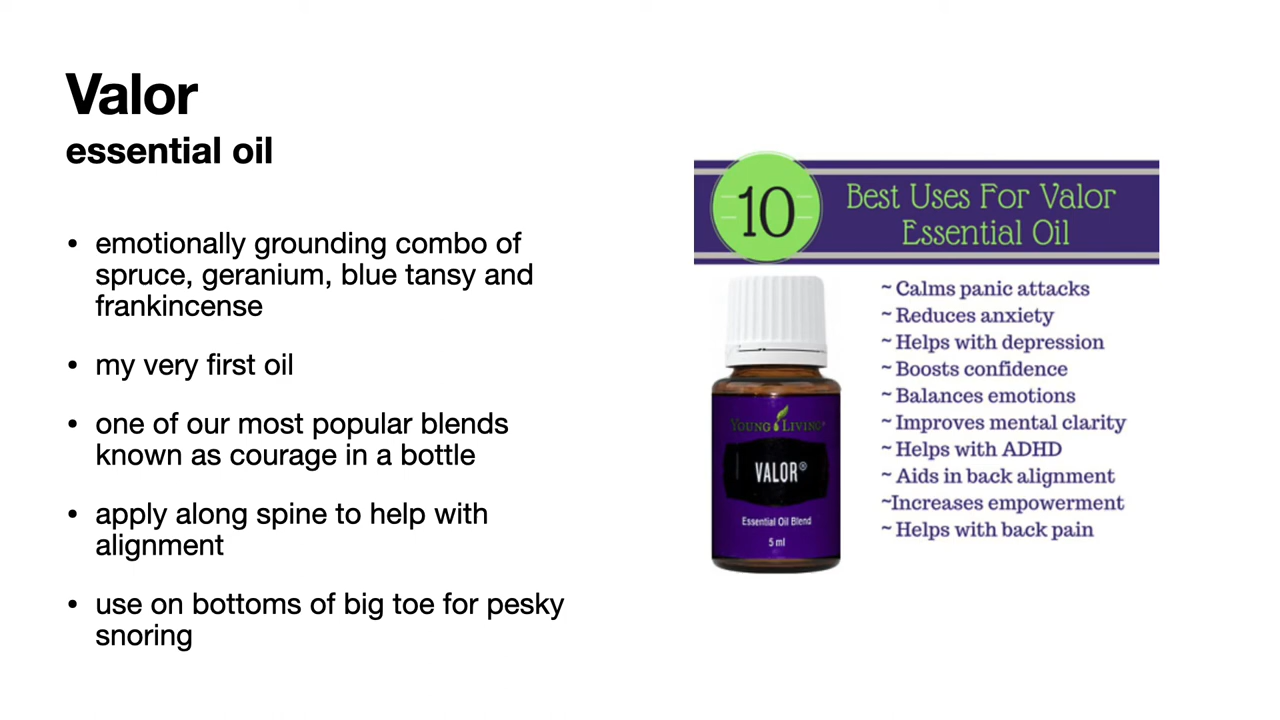 Valor
essential oil
• emotionally grounding combo of
spruce, geranium, blue tansy and
frankincense
• my very first oil
• one of our most popular blends
known as courage in a bottle
• apply along spine to help with
alignment
• use on bottoms of big toe for pesky
snoring
10
Best Uses For Valor
Essential Oil
~ Calms panic attacks
~ Reduces anxiety
~ Helps with depression
~ Boosts confidence
~ Balances emotions
~ Improves mental clarity
~ Helps with ADHD
~ Aids in back alignment
~Increases empowerment
~ Helps with back pain
YOUNG LIVING®
VALOR®
Essential Oil Blend
5 ml